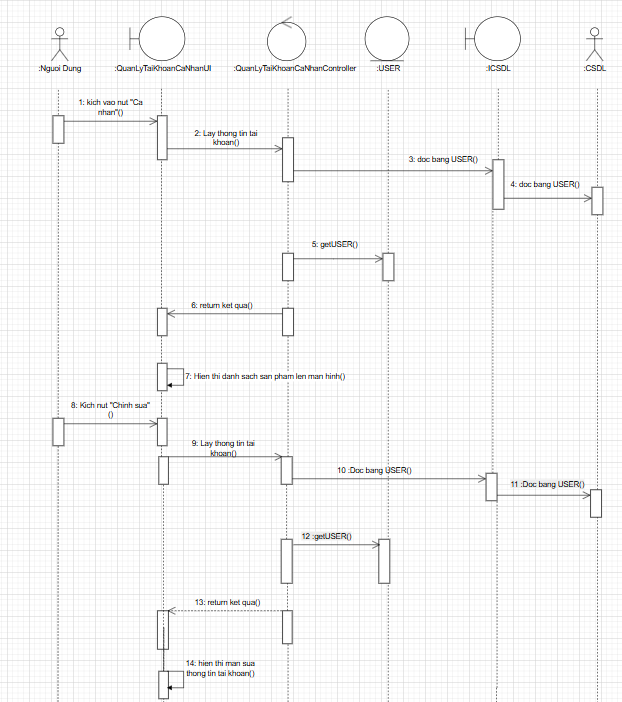 :Nguoi Dung
:QuanLyTaiKhoanCaNhanUI
:QuanLyTaiKhoanCaNhanController
:USER
:ICSDL
:CSDL
1: kich vao nut "Ca
nhan"()
2: Lay thong tin tai
khoan()
3: doc bang USER()
4: doc bang USER()
5: getUSER()
6: return ket qua()
7: Hien thi danh sach san pham len man hinh()
8: Kich nut "Chinh sua"
()
9: Lay thong tin tai
khoan()
10 :Doc bang USER()
11 :Doc bang USER()
12 :getUSER()
13: return ket qua()
14: hien thi man sua
thong tin tai khoan()